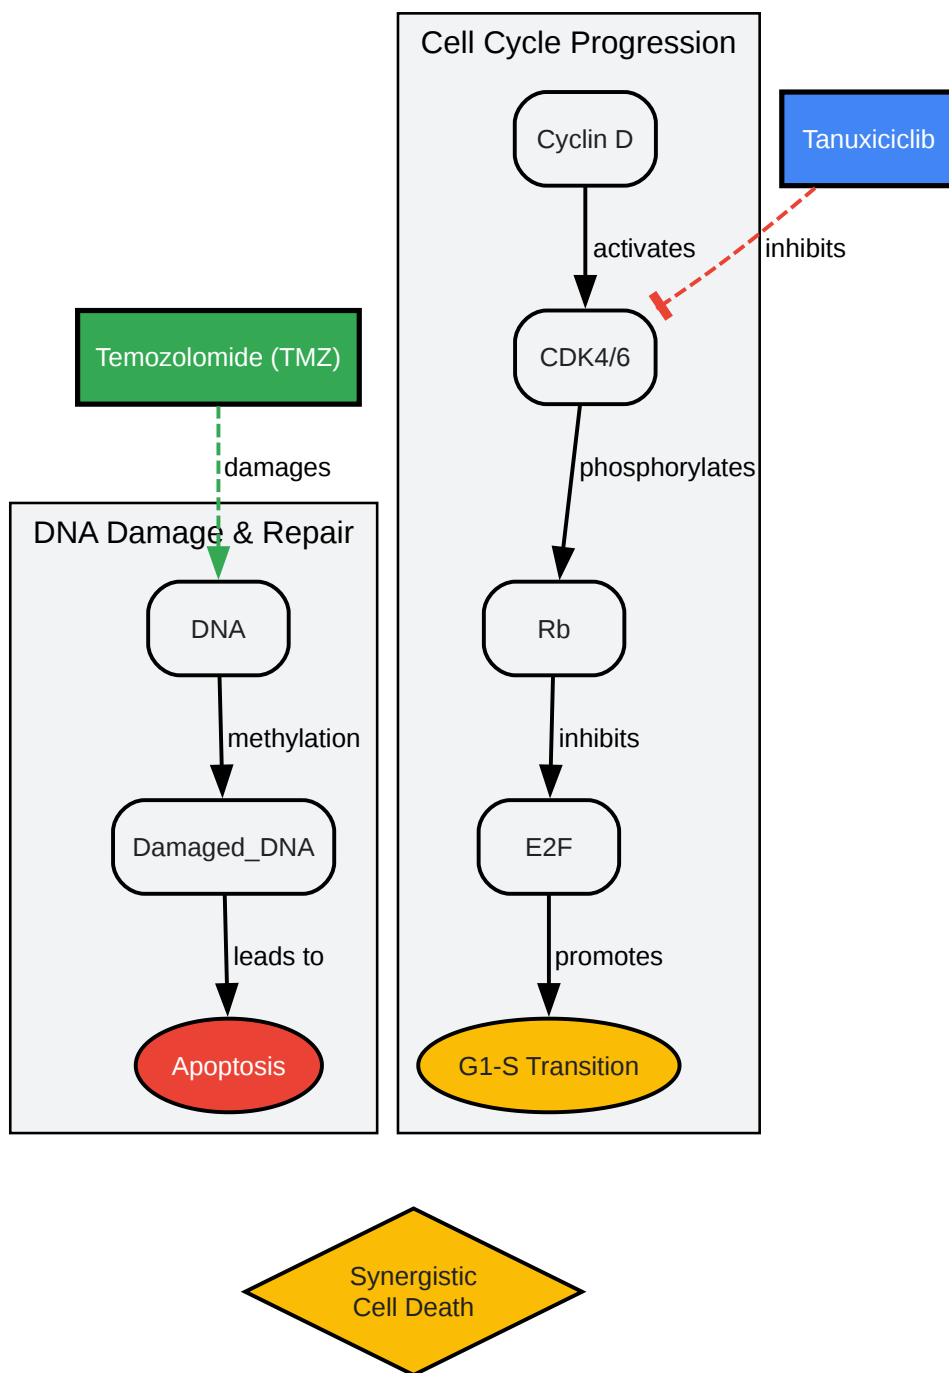 Cell Cycle Progression
Cyclin D
Tanuxiciclib
activates
inhibits
Temozolomide (TMZ)
CDK4/6
damages
phosphorylates
DNA Damage & Repair
DNA
Rb
methylation
inhibits
Damaged_DNA
E2F
leads to
promotes
Apoptosis
G1-S Transition
Synergistic
Cell Death